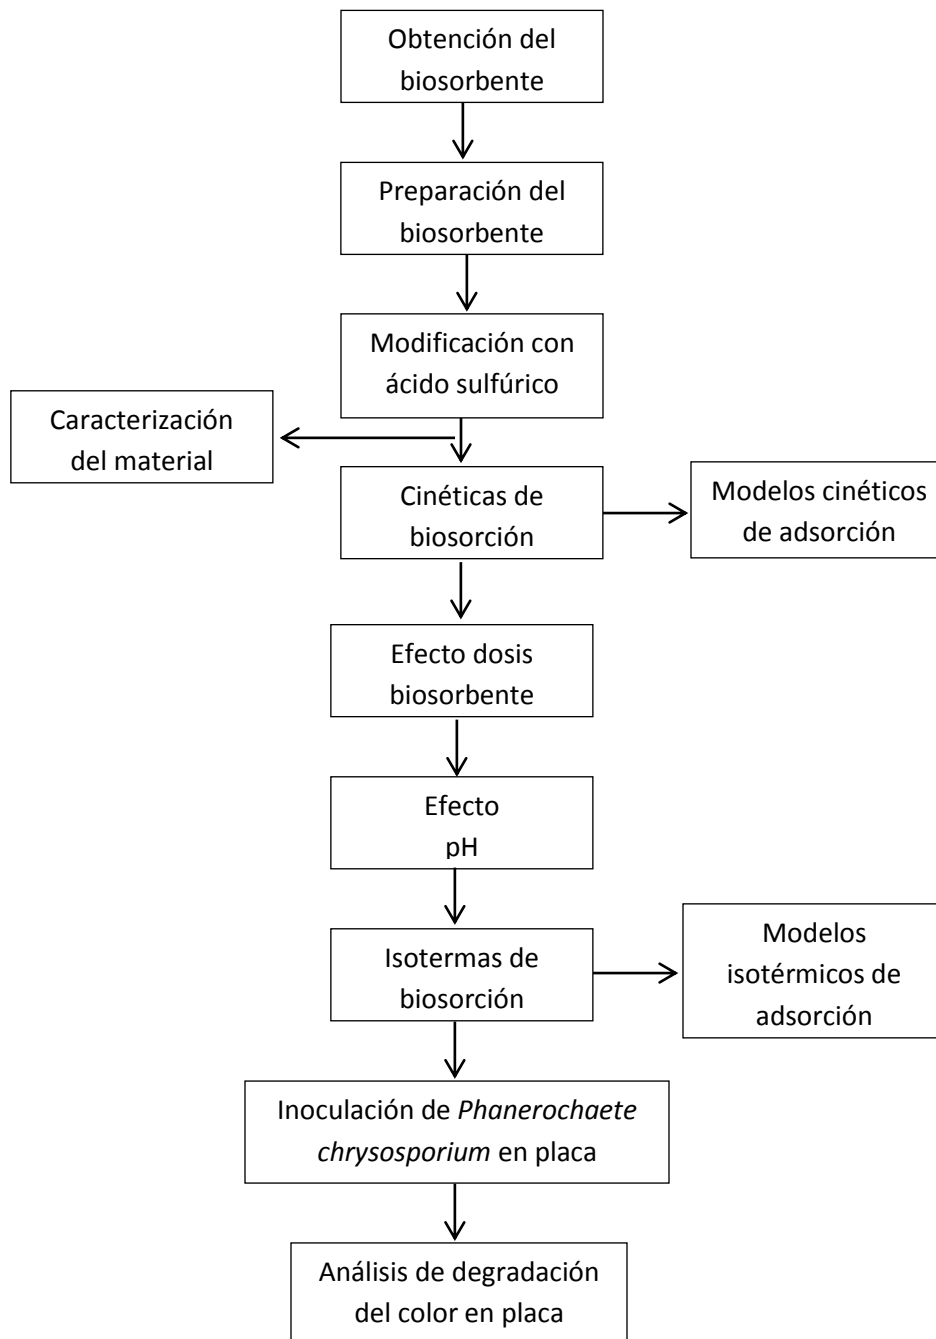 Obtención del
biosorbente
Preparación del
biosorbente
Modificación con
ácido sulfúrico
Caracterización
del material
Cinéticas de
biosorción
Modelos cinéticos
de adsorción
Efecto dosis
biosorbente
Efecto
pH
Isotermas de
biosorción
Modelos
isotérmicos de
adsorción
Inoculación de Phanerochaete
chrysosporium en placa
Análisis de degradación
del color en placa